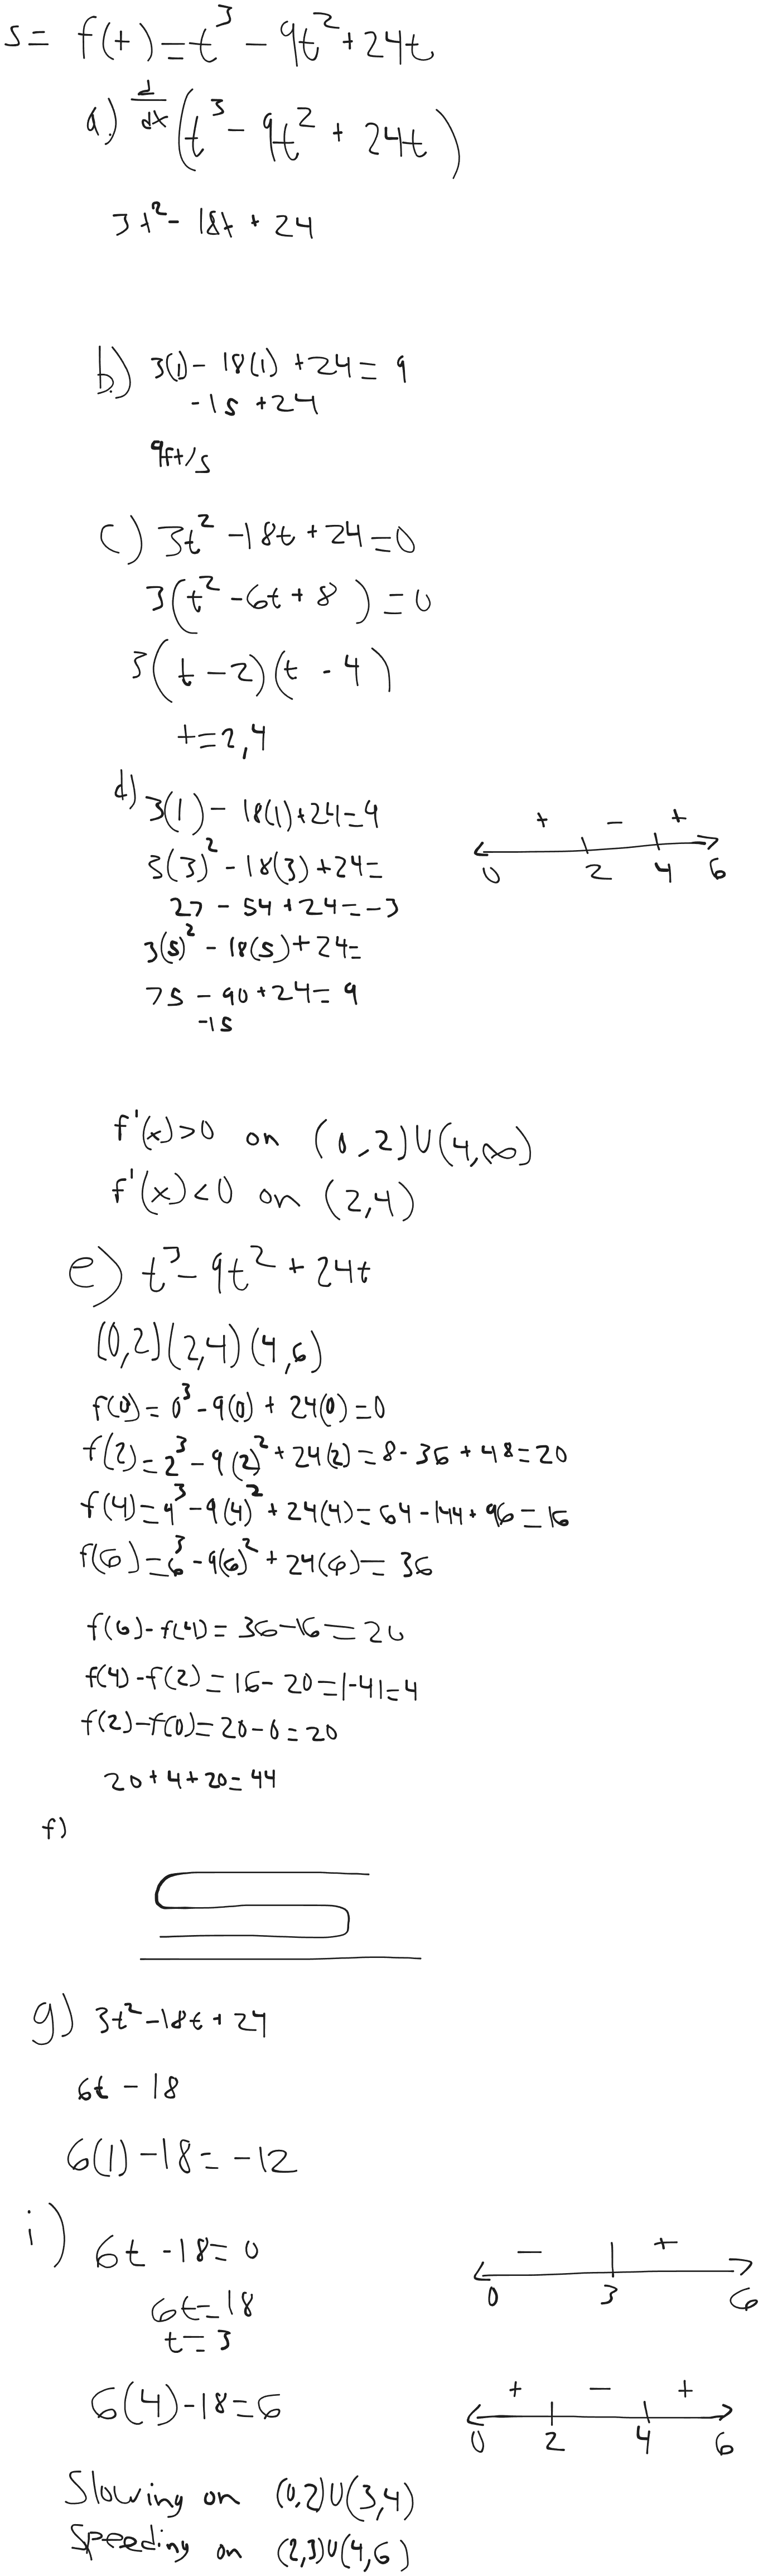 s = f(t) = t³ - 9t² + 24t
a.) d/dx (t³ - 9t² + 24t)
3t² - 18t + 24
b.) 3(1) - 18(1) + 24 = 9
-15 + 24
9ft/s
c) 3t² - 18t + 24 = 0
3(t² - 6t + 8) = 0
3(t - 2)(t - 4)
t = 2,4
d) 3(1) - 18(1) + 24 = 9
3(3)² - 18(3) + 24 =
27 - 54 + 24 = -3
3(5)² - 18(5) + 24 =
75 - 90 + 24 = 9
-15
+ - +
0 2 4 6
f'(x) > 0 on (0,2)U(4,∞)
f'(x) < 0 on (2,4)
e) t³ - 9t² + 24t
(0,2)(2,4)(4,6)
f(0) = 0³ - 9(0) + 24(0) = 0
f(2) = 2³ - 9(2)² + 24(2) = 8 - 36 + 48 = 20
f(4) = 4³ - 9(4)² + 24(4) = 64 - 144 + 96 = 16
f(6) = 6³ - 9(6)² + 24(6) = 36
f(6) - f(4) = 36 - 16 = 20
f(4) - f(2) = 16 - 20 = |-4| = 4
f(2) - f(0) = 20 - 0 = 20
20 + 4 + 20 = 44
f)
g) 3t² - 18t + 24
6t - 18
6(1) - 18 = -12
i) 6t - 18 = 0
6t = 18
t = 3
- +
0 3 6
6(4) - 18 = 6
+ - +
0 2 4 6
Slowing on (0,2)U(3,4)
Speeding on (2,3)U(4,6)